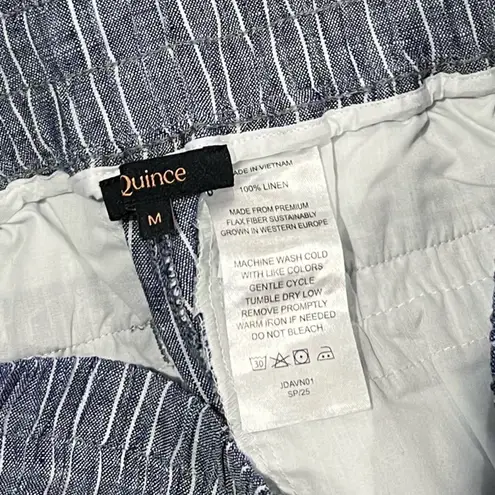 Quince
M
MADE IN VIETNAM
100% LINEN
MADE FROM PREMIUM
FLAX FIBER SUSTAINABLY
GROWN IN WESTERN EUROPE
MACHINE WASH COLD
WITH LIKE COLORS
GENTLE CYCLE
TUMBLE DRY LOW
REMOVE PROMPTLY
WARM IRON IF NEEDED
DO NOT BLEACH
30
JDAVN01
SP/25